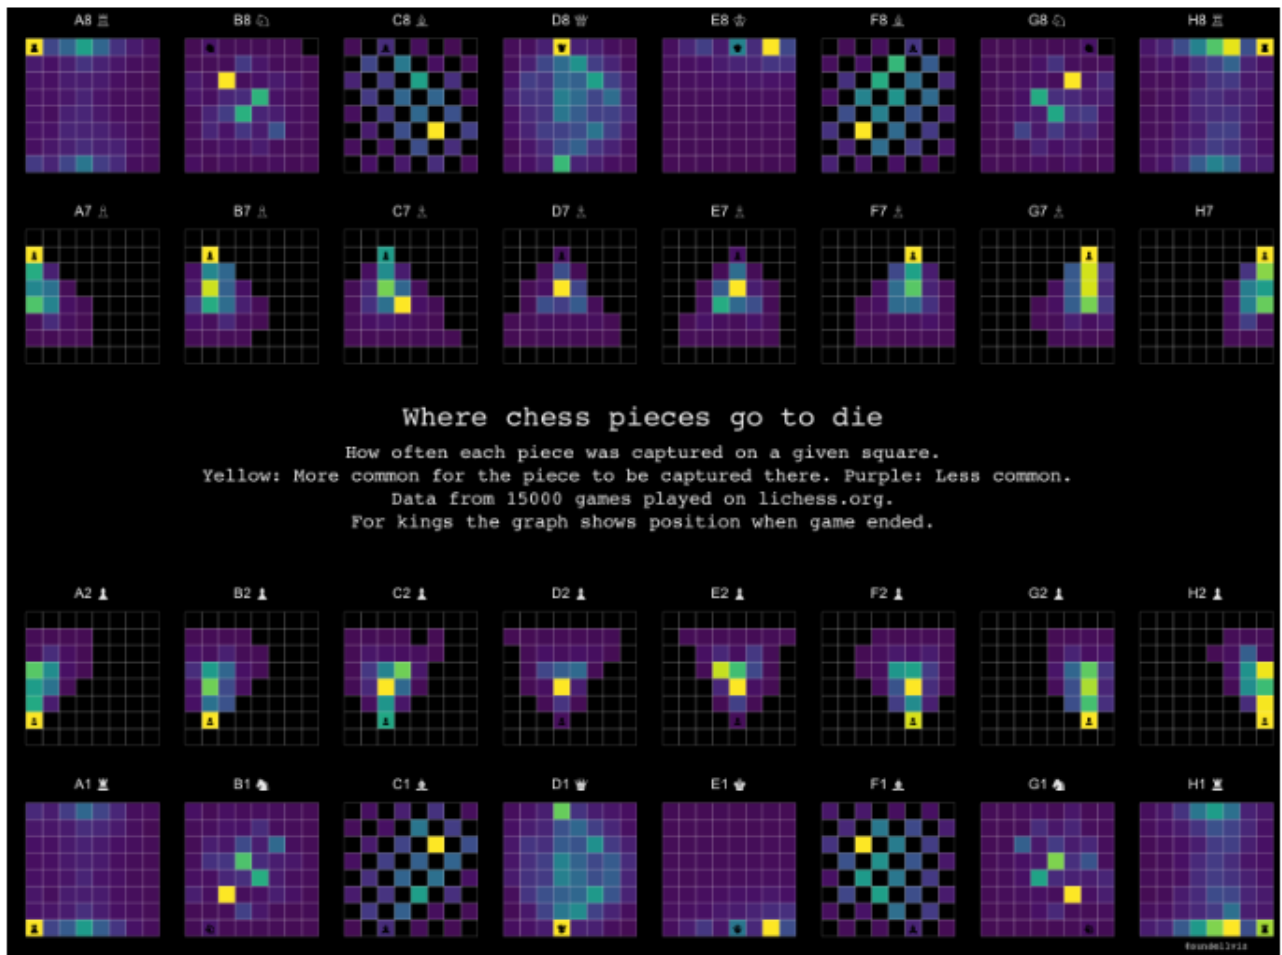 A8 ♖ B8 ♘ C8 ♗ D8 ♕ E8 ♔ F8 ♗ G8 ♘ H8 ♖
A7 ♙ B7 ♙ C7 ♙ D7 ♙ E7 ♙ F7 ♙ G7 ♙ H7
Where chess pieces go to die
How often each piece was captured on a given square.
Yellow: More common for the piece to be captured there. Purple: Less common.
Data from 15000 games played on lichess.org.
For kings the graph shows position when game ended.
A2 ♟ B2 ♟ C2 ♟ D2 ♟ E2 ♟ F2 ♟ G2 ♟ H2 ♟
A1 ♜ B1 ♞ C1 ♝ D1 ♛ E1 ♚ F1 ♝ G1 ♞ H1 ♜